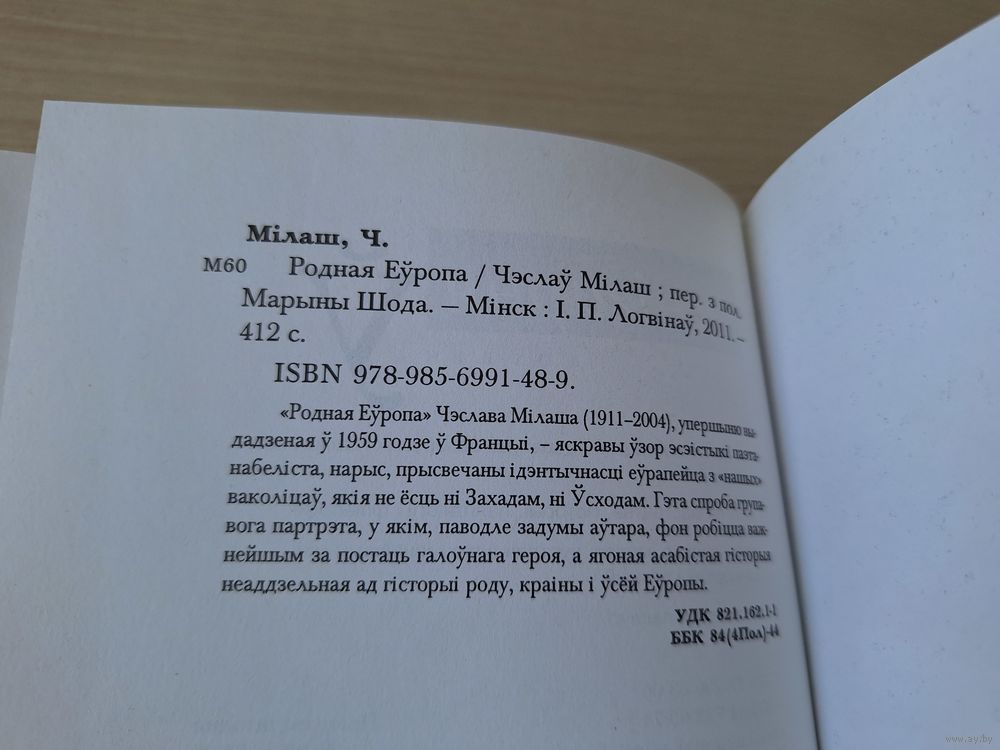 Мілаш, Ч.
М60 Родная Еўропа / Чэслаў Мілаш ; пер. з пол.
Марыны Шода. – Мінск : І. П. Логвінаў, 2011. –
412 с.
ISBN 978-985-6991-48-9.
«Родная Еўропа» Чэслава Мілаша (1911–2004), упершыню вы-
дадзеная ў 1959 годзе ў Францыі, – яскравы ўзор эсэістыкі паэта-
набеліста, нарыс, прысвечаны ідэнтычнасці еўрапейца з «нашых»
ваколіцаў, якія не ёсць ні Захадам, ні Ўсходам. Гэта спроба група-
вога партрэта, у якім, паводле задумы аўтара, фон робіцца важ-
нейшым за постаць галоўнага героя, а ягоная асабістая гісторыя
неаддзельная ад гісторыі роду, краіны і ўсёй Еўропы.
УДК 821.162.1-1
ББК 84(4Пол)-44
www.ay.by